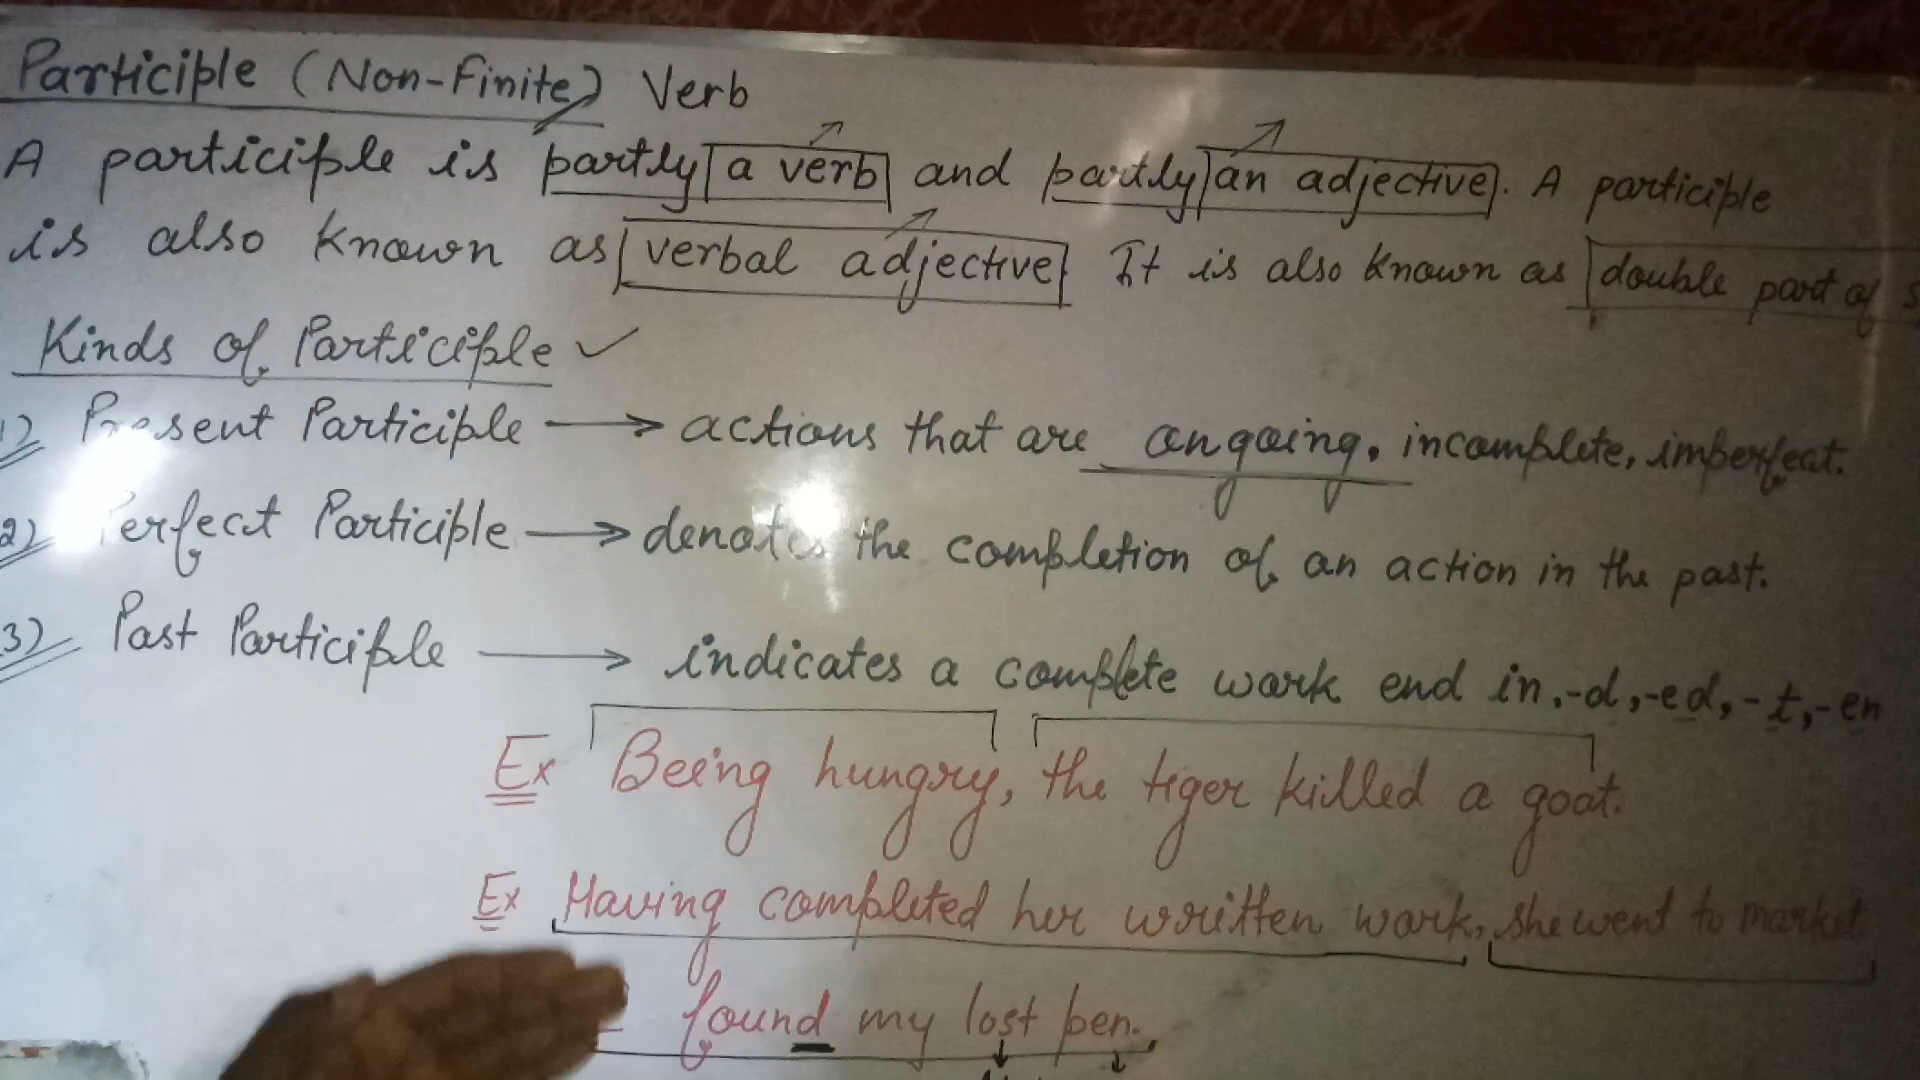 Participle (Non-Finite) Verb
A participle is partly a verb and partly an adjective. A participle
is also known as verbal adjective It is also known as double part of
Kinds of Participle ✓
1) Present Participle → actions that are ongoing, incomplete, imperfect.
2) Perfect Participle → denotes the completion of an action in the past.
3) Past Participle → indicates a complete work end in,-d,-ed,-t,-en
Ex Being hungry, the tiger killed a goat.
Ex Having completed her written work, she went to market.
found my lost pen.